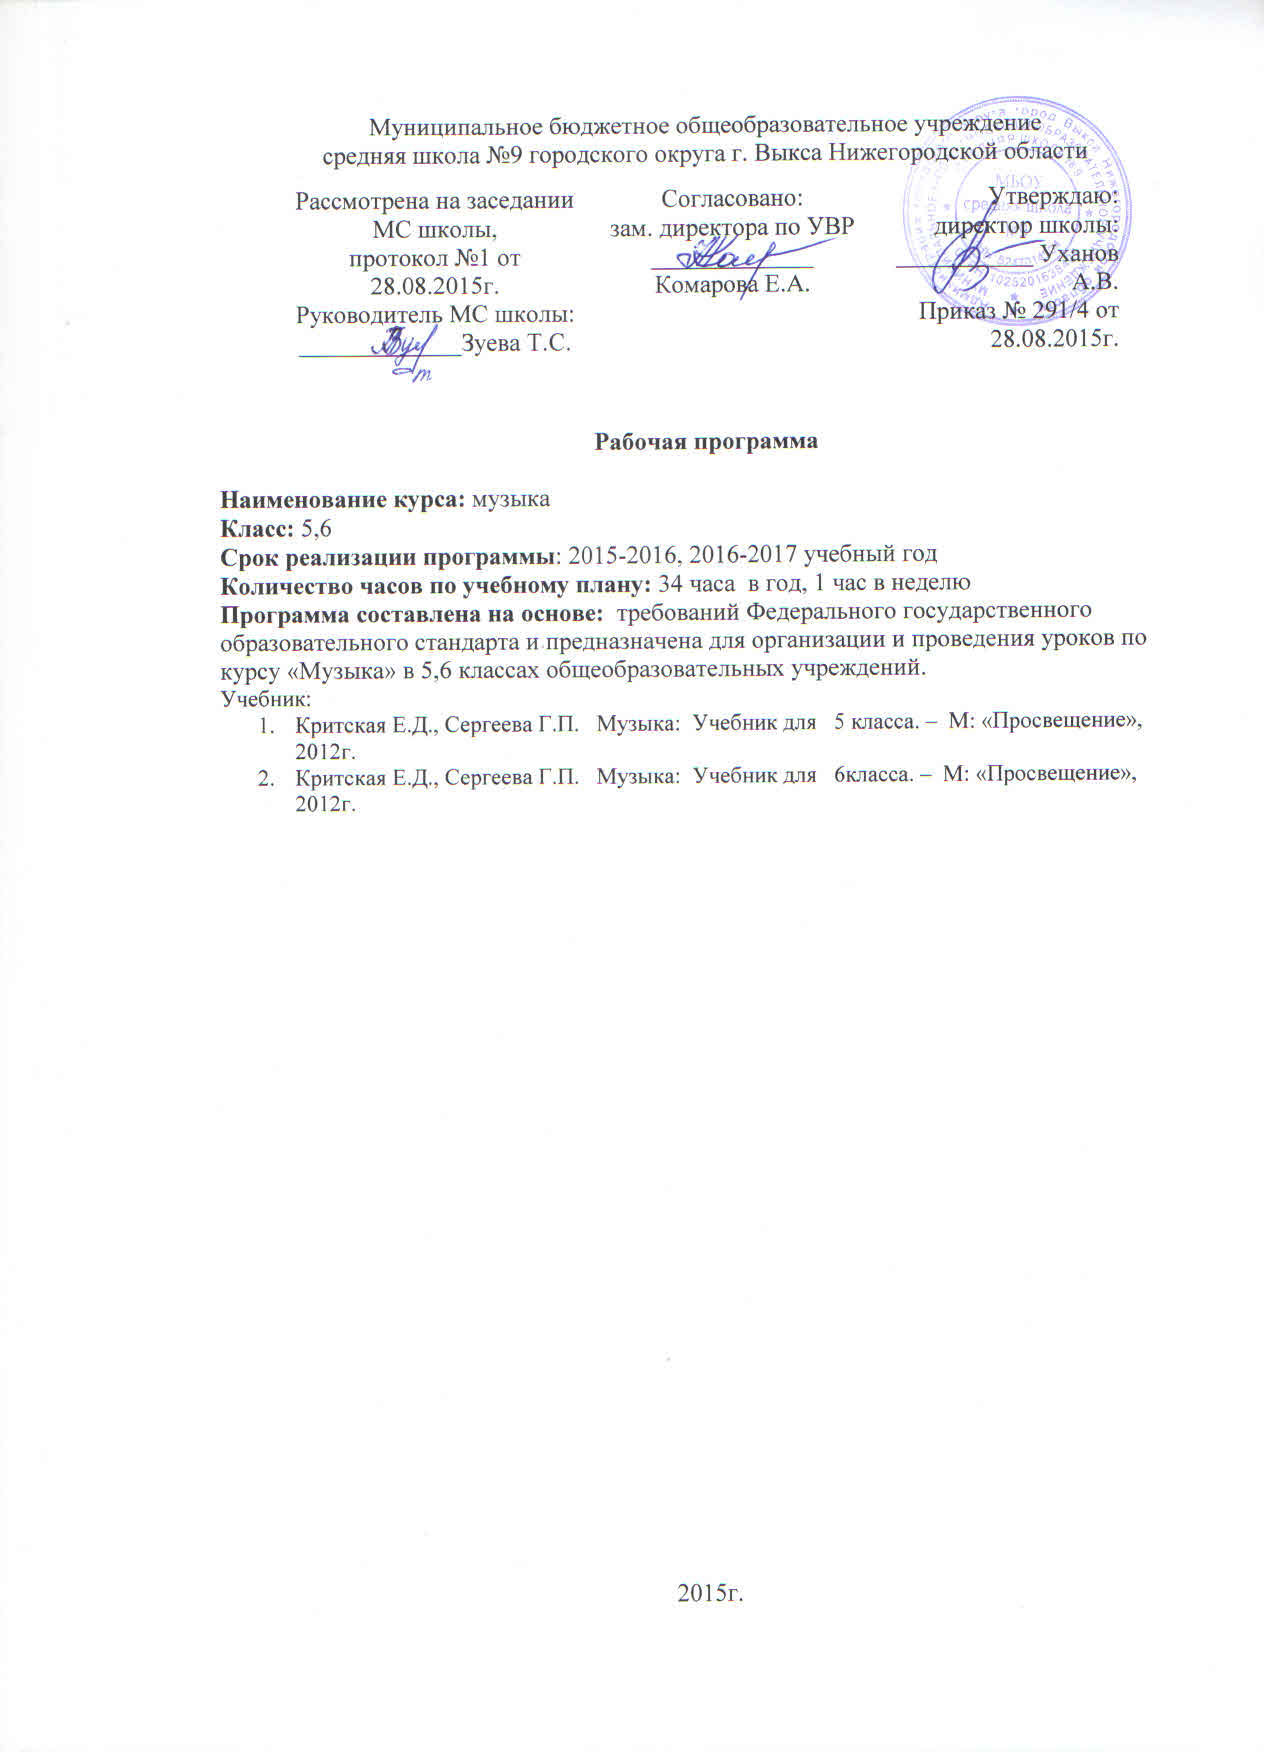 Муниципальное бюджетное общеобразовательное учреждение
средняя школа №9 городского округа г. Выкса Нижегородской области
Рассмотрена на заседании
МС школы,
протокол №1 от
28.08.2015г.
Руководитель МС школы:
Зуева Т.С.
Согласовано:
зам. директора по УВР
Комарова Е.А.
Утверждаю:
директор школы:
Уханов
А.В.
Приказ № 291/4 от
28.08.2015г.
МБОУ
средняя школа
Рабочая программа
Наименование курса: музыка
Класс: 5,6
Срок реализации программы: 2015-2016, 2016-2017 учебный год
Количество часов по учебному плану: 34 часа в год, 1 час в неделю
Программа составлена на основе: требований Федерального государственного
образовательного стандарта и предназначена для организации и проведения уроков по
курсу «Музыка» в 5,6 классах общеобразовательных учреждений.
Учебник:
1. Критская Е.Д., Сергеева Г.П. Музыка: Учебник для 5 класса. – М: «Просвещение»,
2012г.
2. Критская Е.Д., Сергеева Г.П. Музыка: Учебник для 6класса. – М: «Просвещение»,
2012г.
2015г.